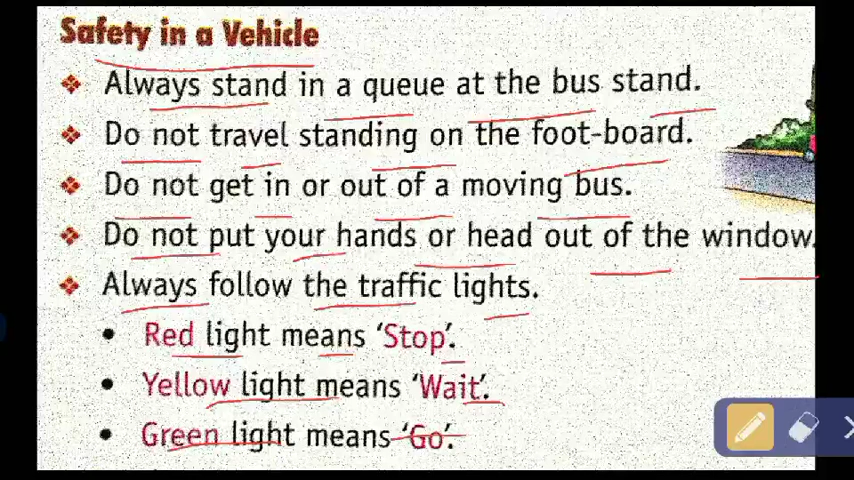 Safety in a Vehicle
Always stand in a queue at the bus stand.
Do not travel standing on the foot-board.
Do not get in or out of a moving bus.
Do not put your hands or head out of the window.
Always follow the traffic lights.
• Red light means ‘Stop’.
• Yellow light means ‘Wait’.
• Green light means ‘Go’.